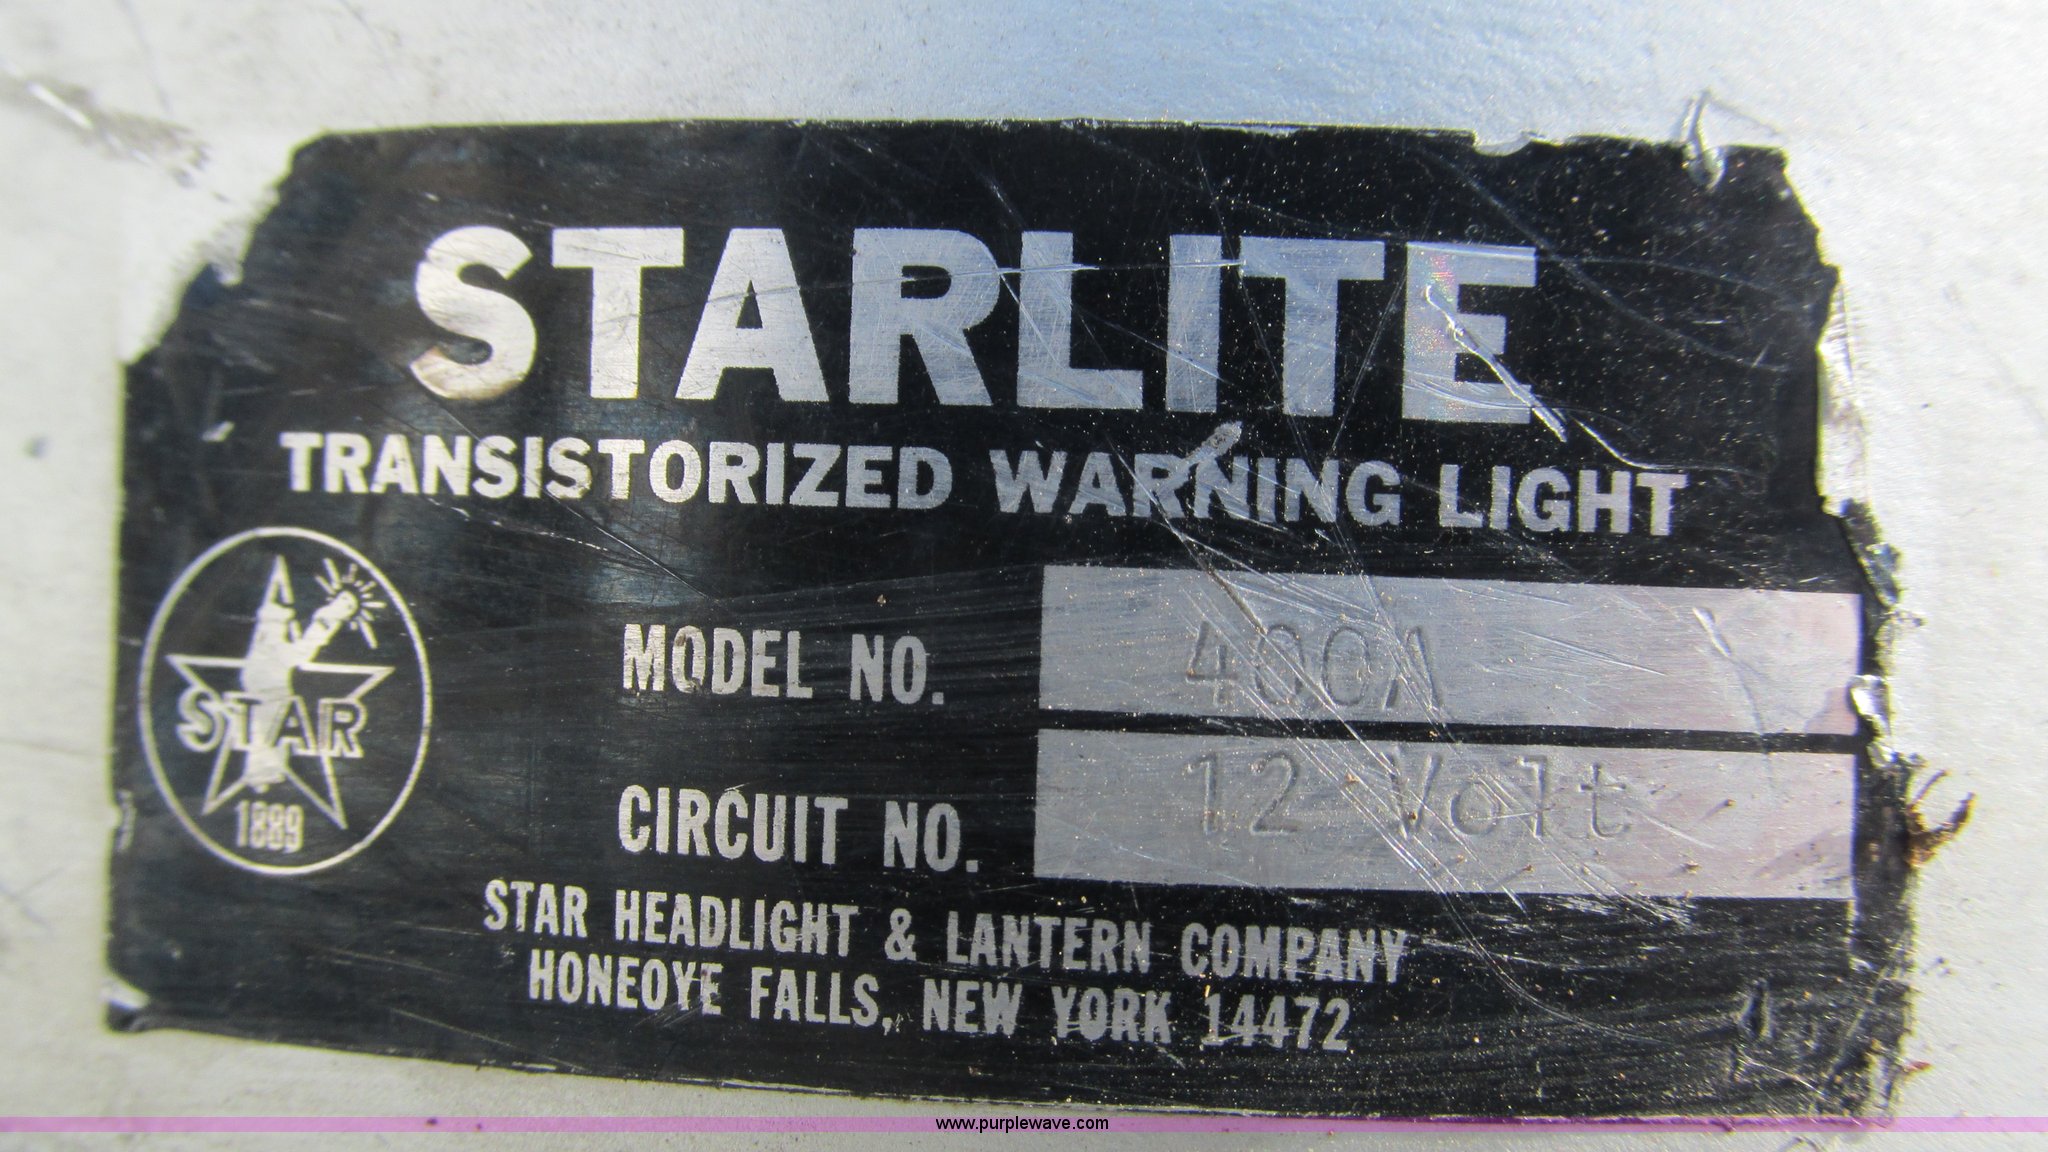 STARLITE
TRANSISTORIZED WARNING LIGHT
STAR
1889
MODEL NO. 400A
CIRCUIT NO. 12 Volt
STAR HEADLIGHT & LANTERN COMPANY
HONEOYE FALLS, NEW YORK 14472
www.purplewave.com